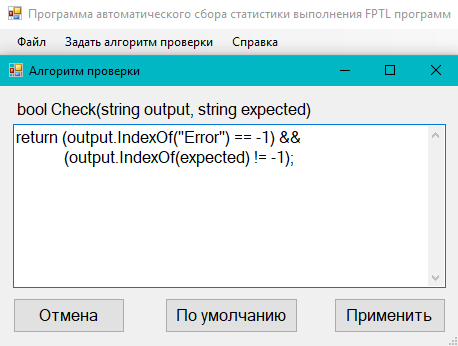 Программа автоматического сбора статистики выполнения FPTL программ
Файл Задать алгоритм проверки Справка
Алгоритм проверки
bool Check(string output, string expected)
return (output.IndexOf("Error") == -1) &&
(output.IndexOf(expected) != -1);
Отмена По умолчанию Применить